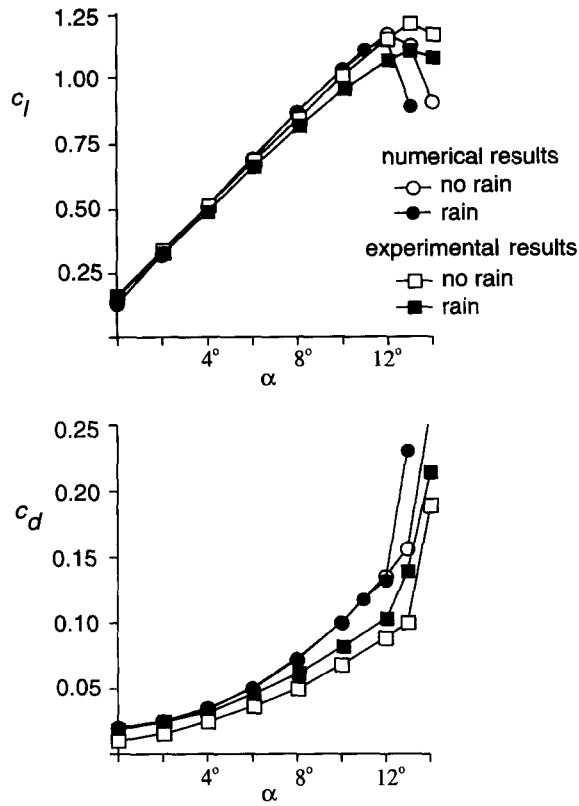 1.25
1.00
c_l
0.75
0.50
0.25
numerical results
no rain
rain
experimental results
no rain
rain
4° 8° 12°
α
0.25
0.20
c_d
0.15
0.10
0.05
4° 8° 12°
α